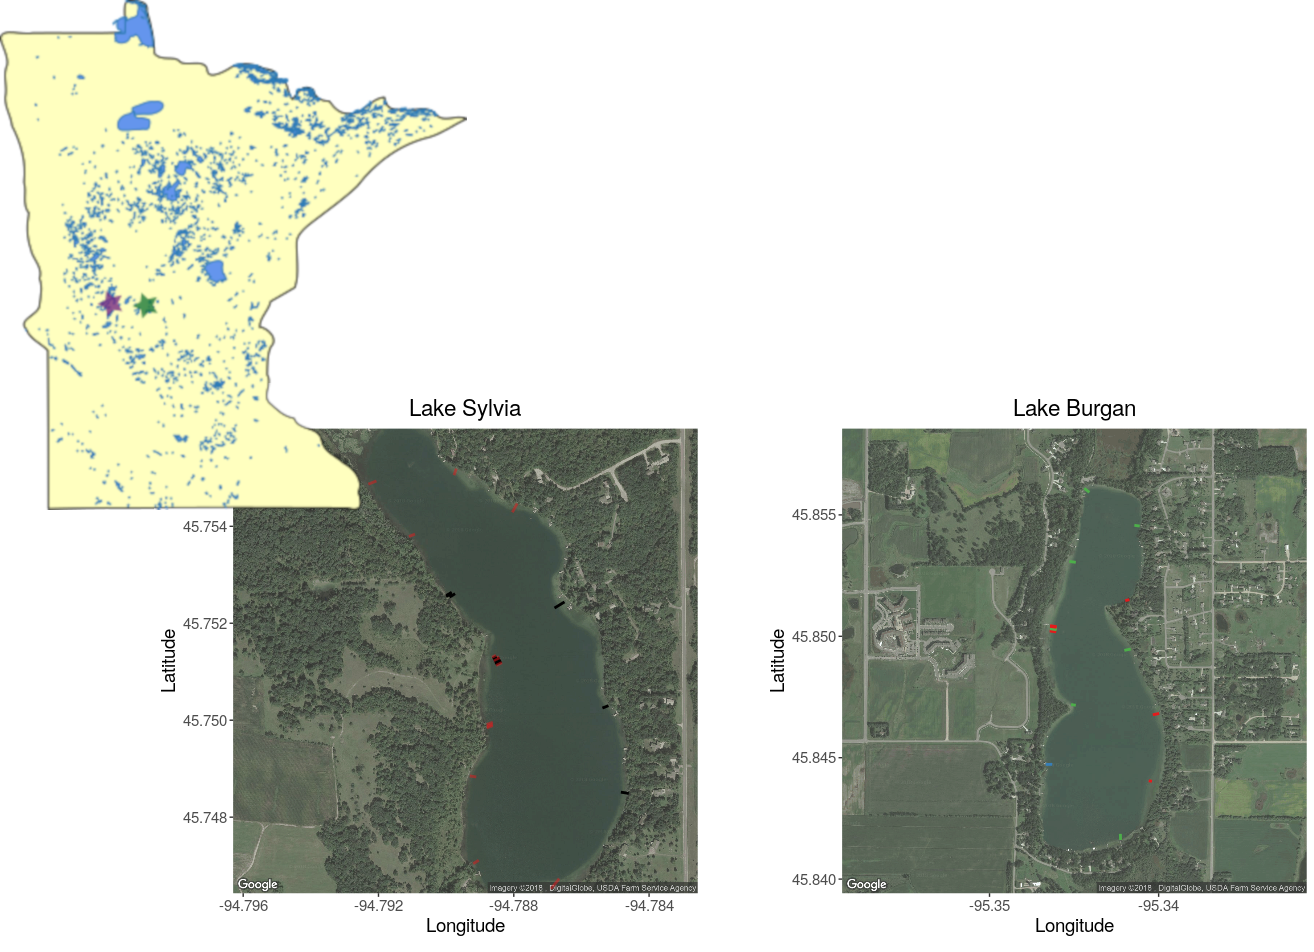 Lake Sylvia
Lake Burgan
Latitude
45.754
45.752
45.750
45.748
Google
Imagery ©2018 , DigitalGlobe, USDA Farm Service Agency
-94.796
-94.792
-94.788
-94.784
Longitude
Latitude
45.855
45.850
45.845
45.840
Google
Imagery ©2018 , DigitalGlobe, USDA Farm Service Agency
-95.35
-95.34
Longitude